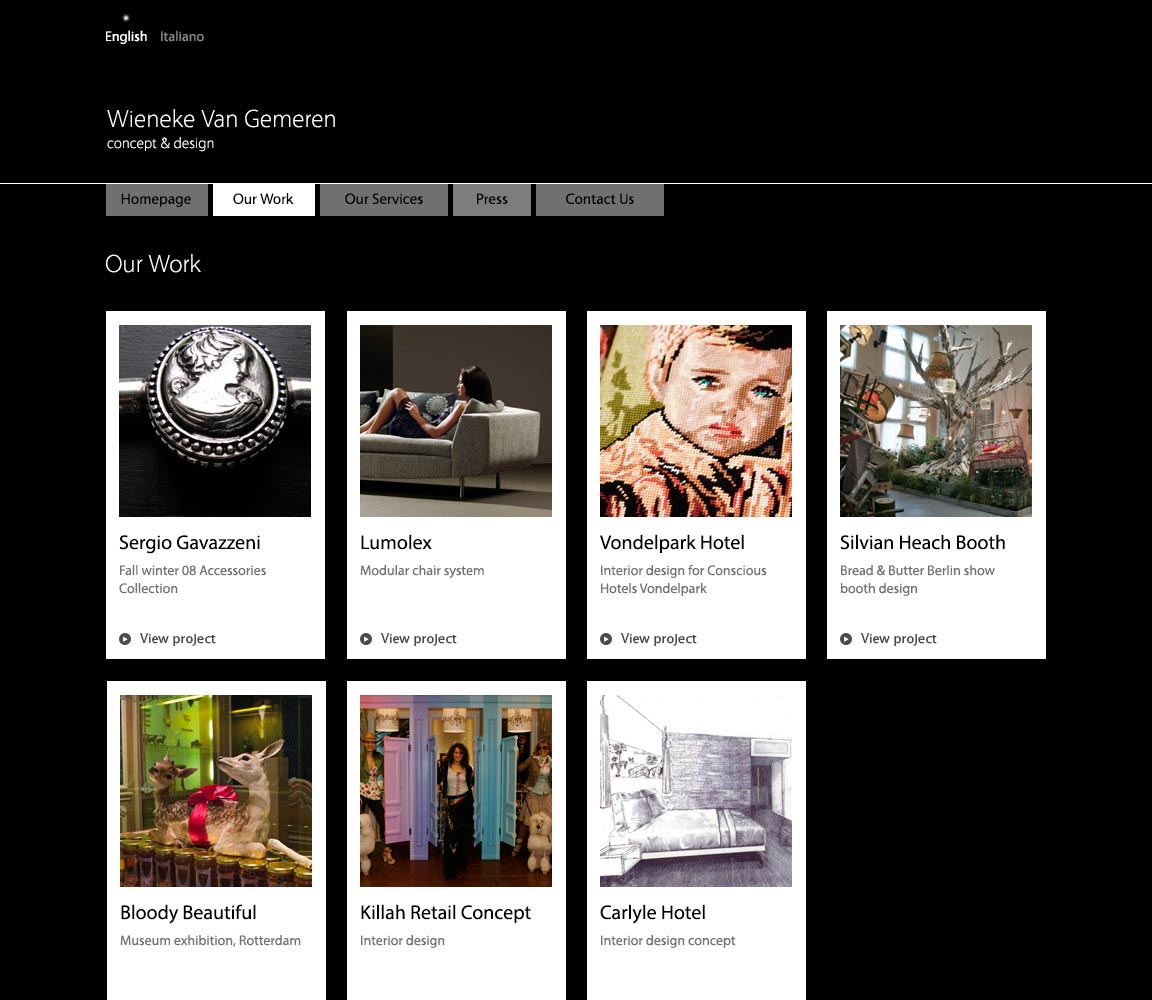 English Italiano
Wieneke Van Gemeren
concept & design
Homepage Our Work Our Services Press Contact Us
Our Work
Sergio Gavazzeni
Fall winter 08 Accessories
Collection
View project
Lumolex
Modular chair system
View project
Vondelpark Hotel
Interior design for Conscious
Hotels Vondelpark
View project
Silvian Heach Booth
Bread & Butter Berlin show
booth design
View project
Bloody Beautiful
Museum exhibition, Rotterdam
Killah Retail Concept
Interior design
Carlyle Hotel
Interior design concept